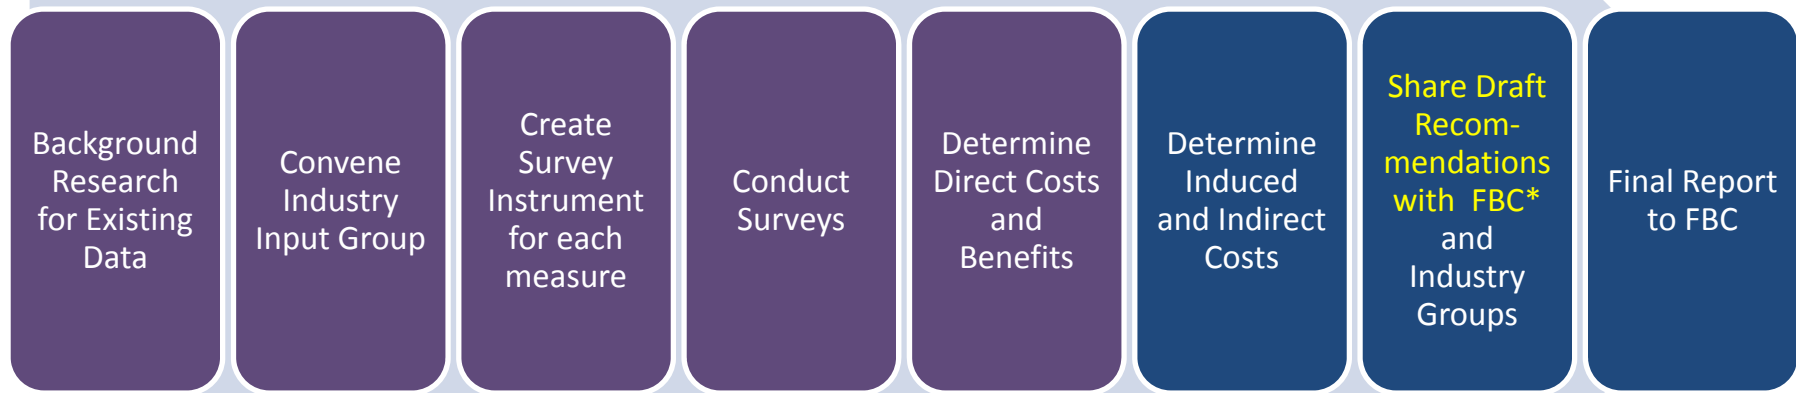 Background
Research
for Existing
Data
Convene
Industry
Input Group
Create
Survey
Instrument
for each
measure
Conduct
Surveys
Determine
Direct Costs
and
Benefits
Determine
Induced
and Indirect
Costs
Share Draft
Recom-
mendations
with  FBC*
and
Industry
Groups
Final Report
to FBC